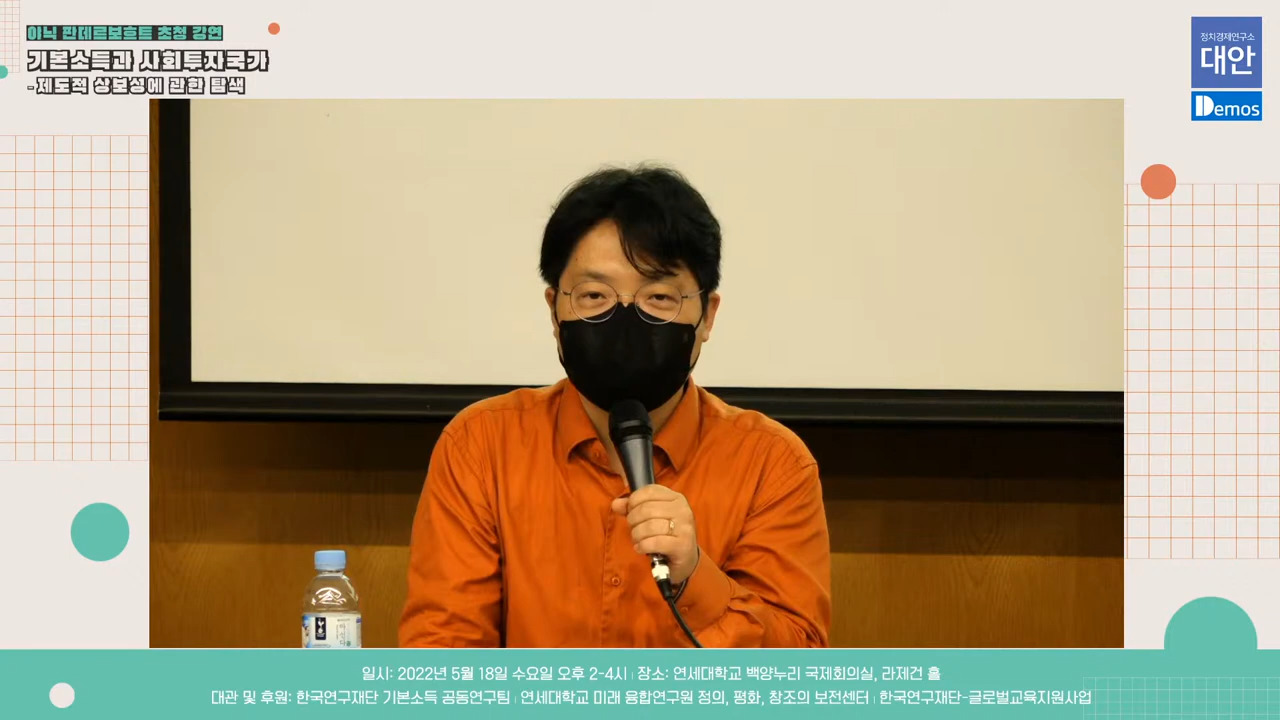 야닉 판데르보흐트 초청 강연
기본소득과 사회투자국가
- 제도적 상보성에 관한 탐색
정치경제연구소
대안
Demos
일시: 2022년 5월 18일 수요일 오후 2-4시 | 장소: 연세대학교 백양누리 국제회의실, 라제건 홀
대관 및 후원: 한국연구재단 기본소득 공동연구팀 | 연세대학교 미래 융합연구원 정의, 평화, 창조의 보전센터 | 한국연구재단-글로벌교육지원사업